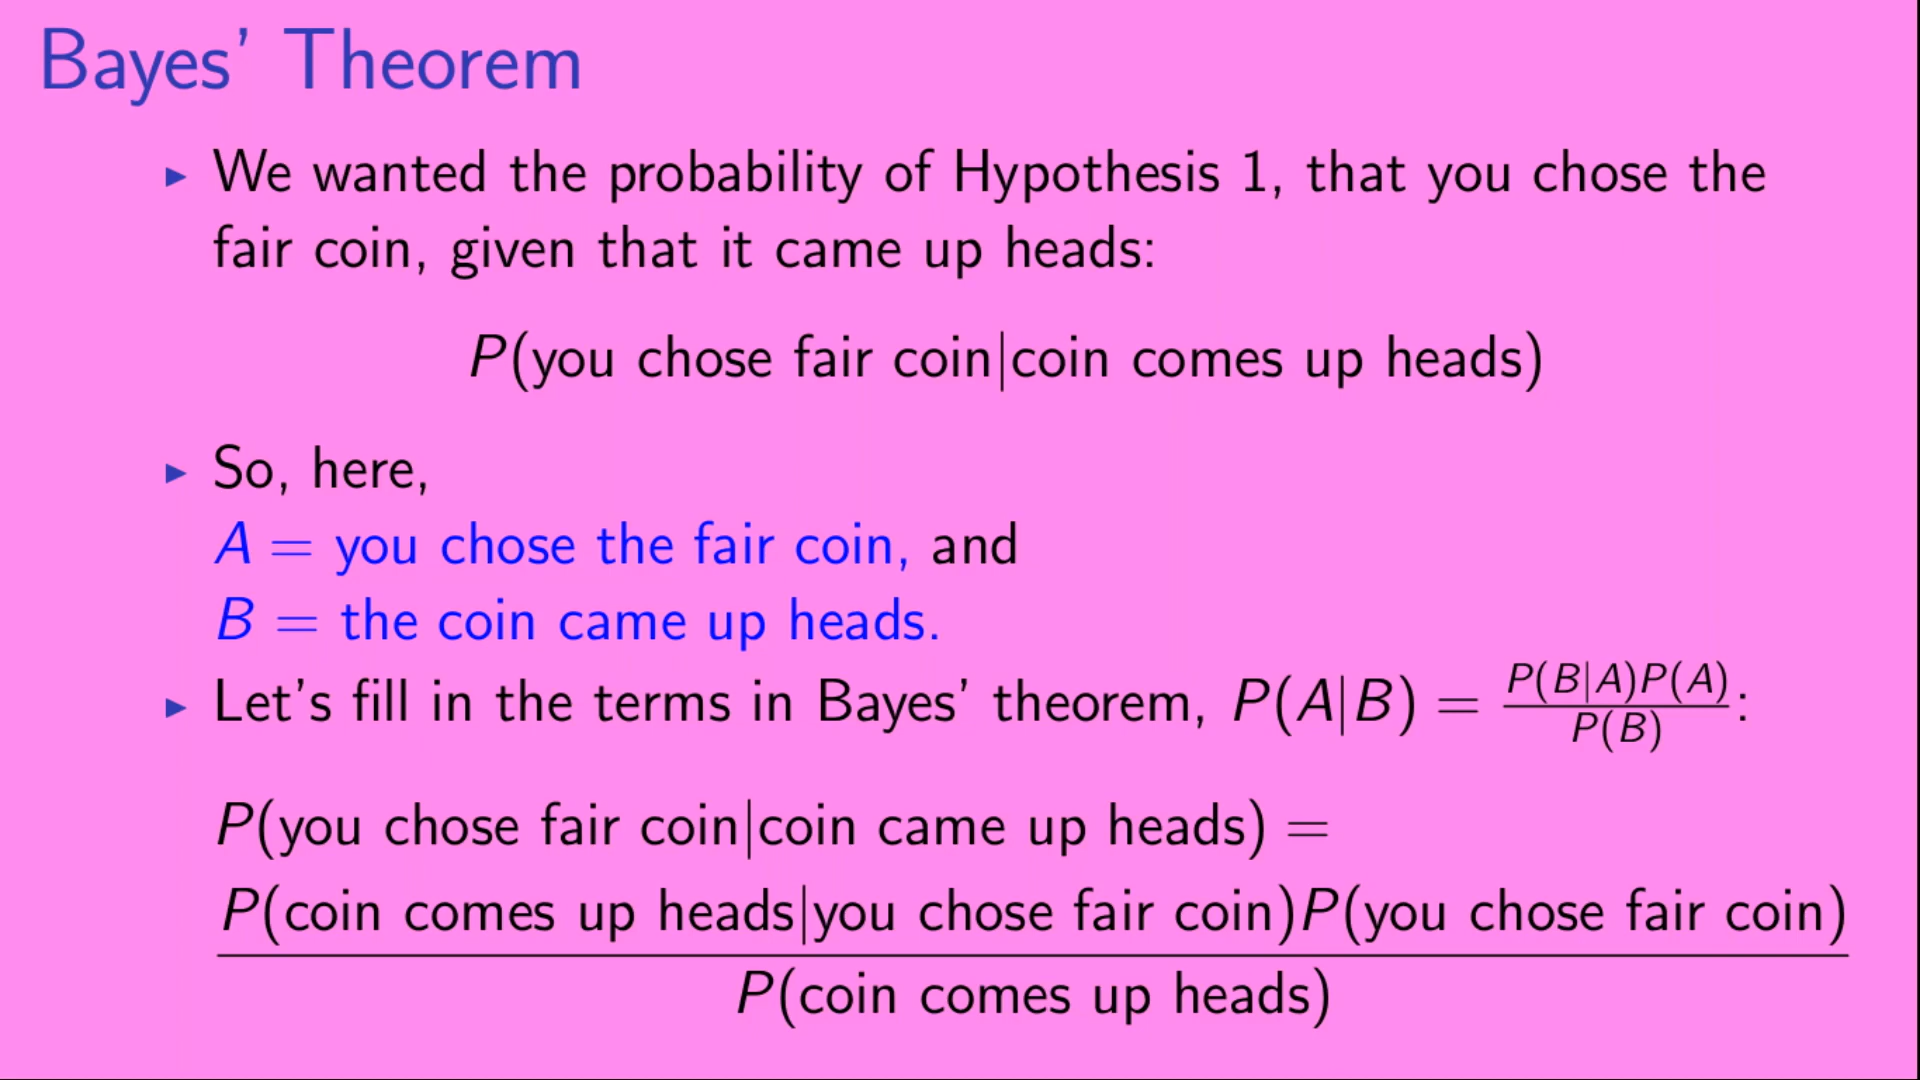 Bayes’ Theorem
▶ We wanted the probability of Hypothesis 1, that you chose the
fair coin, given that it came up heads:
P(you chose fair coin|coin comes up heads)
▶ So, here,
A = you chose the fair coin, and
B = the coin came up heads.
▶ Let’s fill in the terms in Bayes’ theorem, P(A|B) = P(B|A)P(A)/P(B):
P(you chose fair coin|coin came up heads) =
P(coin comes up heads|you chose fair coin)P(you chose fair coin)
P(coin comes up heads)